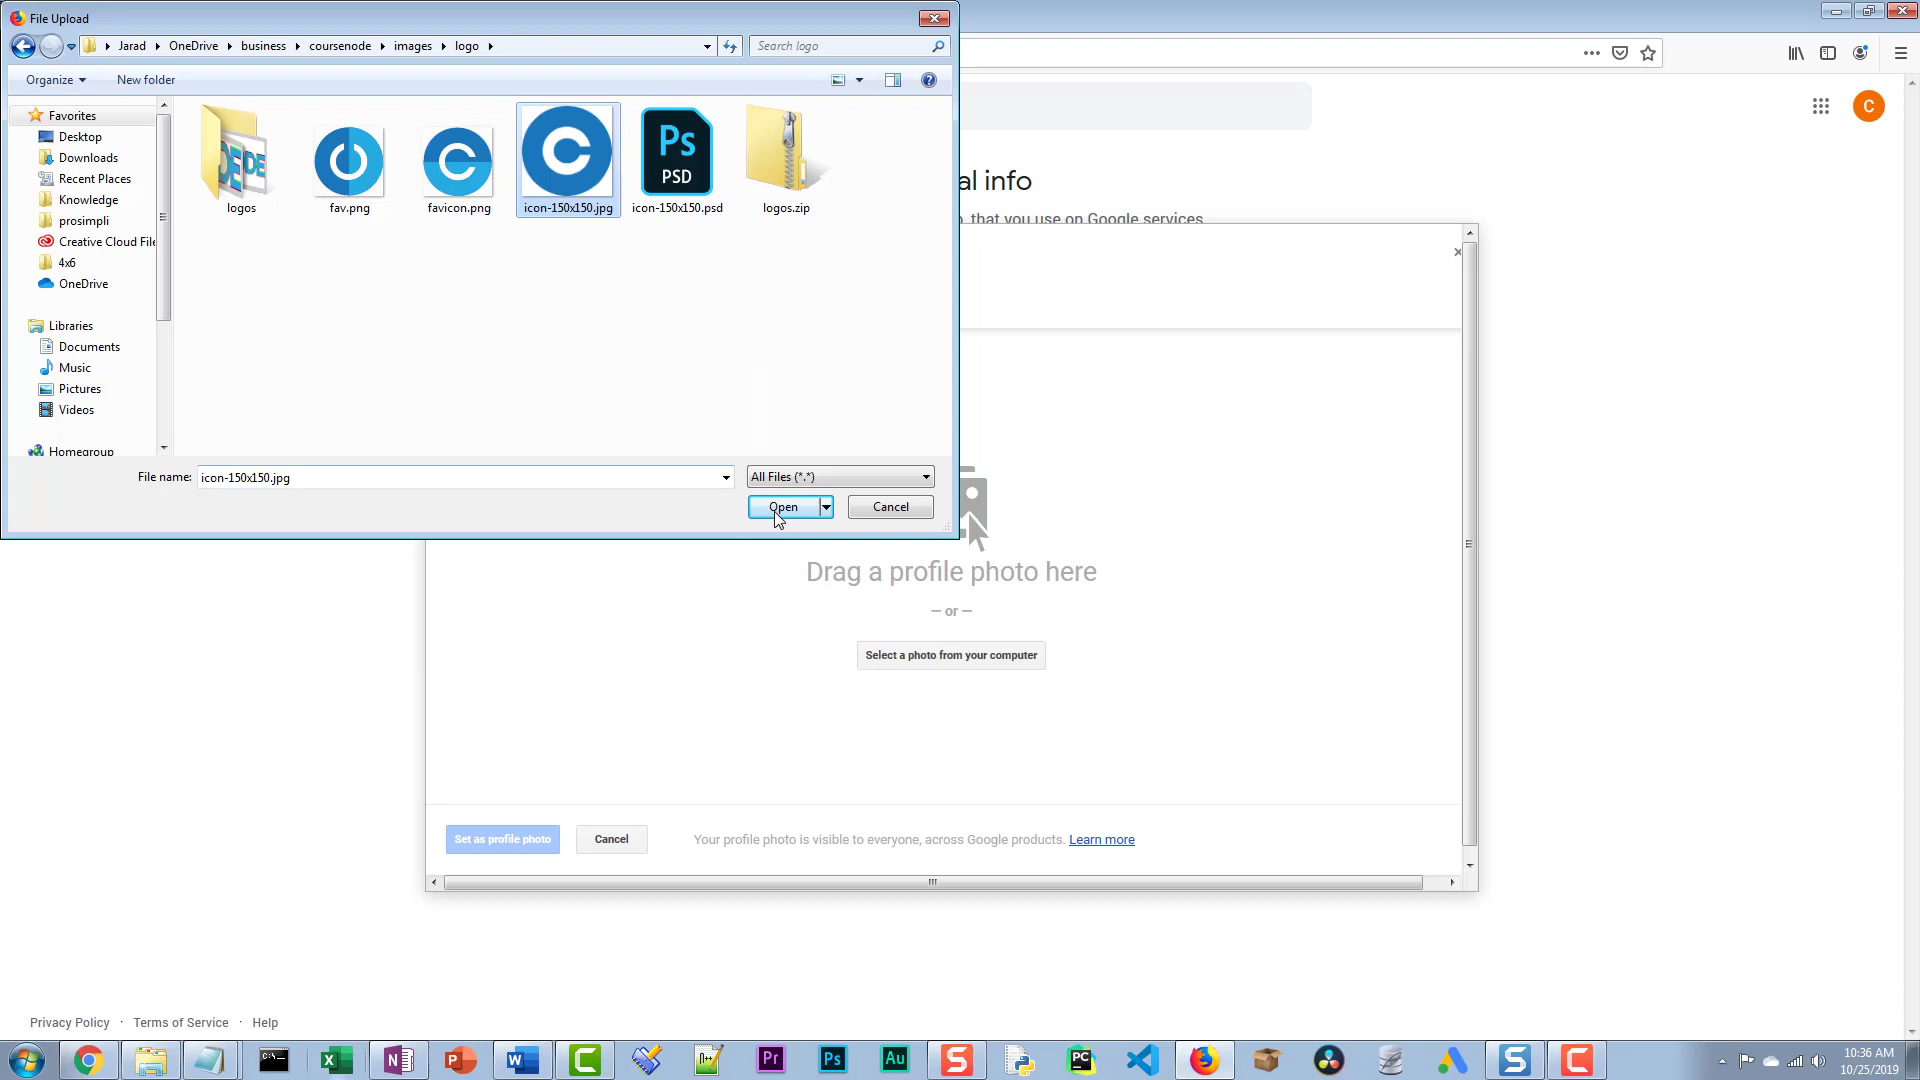 File Upload
Jarad OneDrive business coursenode images logo
Search logo
Organize
New folder
Favorites
Desktop
Downloads
Recent Places
Knowledge
prosimpli
Creative Cloud File
4x6
OneDrive
Libraries
Documents
Music
Pictures
Videos
Homegroup
DE DE
Ps
PSD
logos
fav.png
favicon.png
icon-150x150.jpg
icon-150x150.psd
logos.zip
File name:
icon-150x150.jpg
All Files (*.*)
Open
Cancel
C
al info
, that you use on Google services
Drag a profile photo here
— or —
Select a photo from your computer
Set as profile photo
Cancel
Your profile photo is visible to everyone, across Google products. Learn more
Privacy Policy · Terms of Service · Help
10:36 AM
10/25/2019